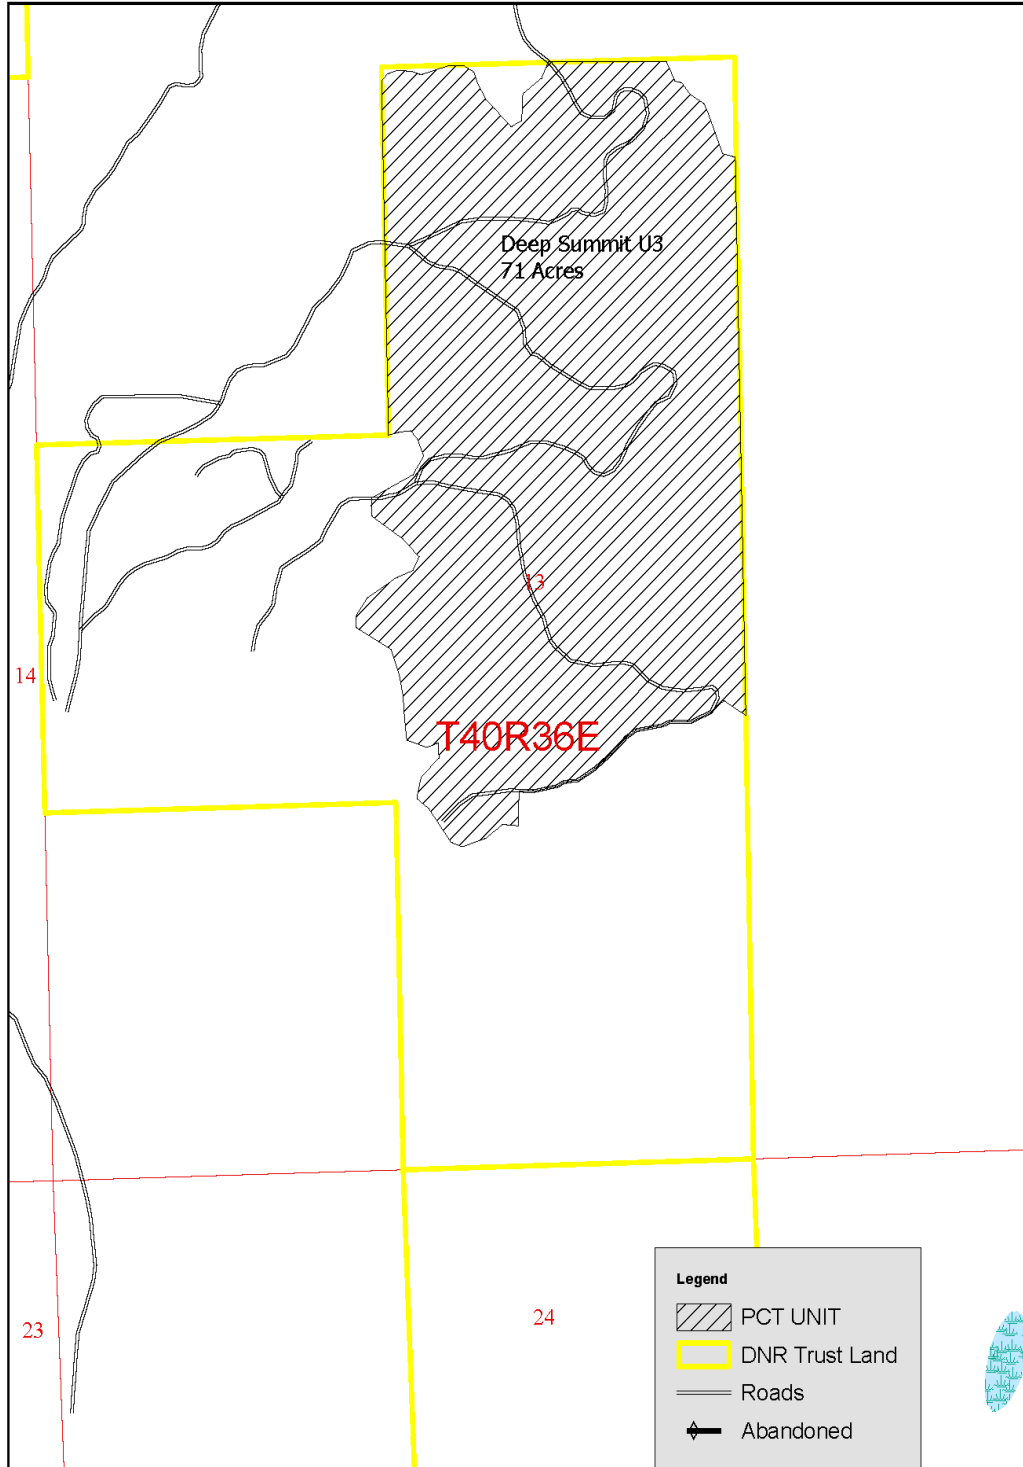 Deep Summit U3
71 Acres
13
14
T40R36E
23
24
Legend
PCT UNIT
DNR Trust Land
Roads
Abandoned